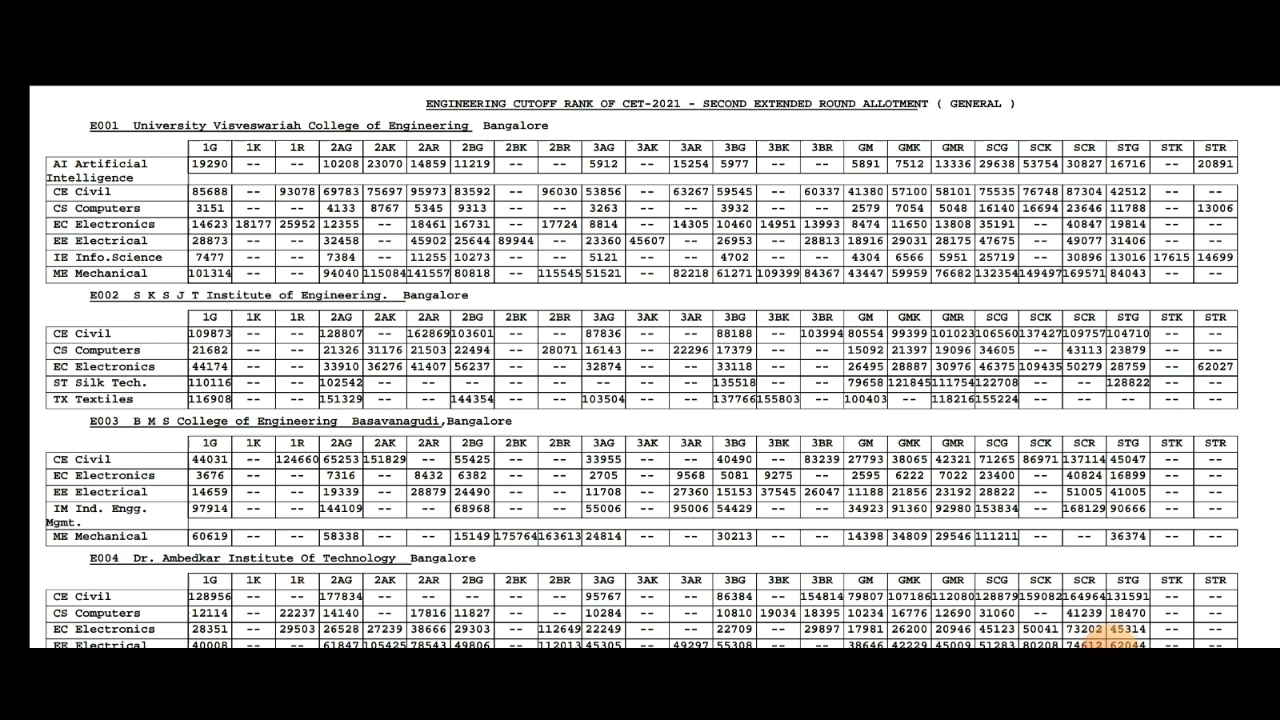 ENGINEERING CUTOFF RANK OF CET-2021 - SECOND EXTENDED ROUND ALLOTMENT ( GENERAL )
E001 University Visveswariah College of Engineering Bangalore
1G 1K 1R 2AG 2AK 2AR 2BG 2BK 2BR 3AG 3AK 3AR 3BG 3BK 3BR GM GMK GMR SCG SCK SCR STG STK STR
AI Artificial Intelligence 19290 -- -- 10208 23070 14859 11219 -- -- 5912 -- 15254 5977 -- -- 5891 7512 13336 29638 53754 30827 16716 -- 20891
CE Civil 85688 -- 93078 69783 75697 95973 83592 -- 96030 53856 -- 63267 59545 -- 60337 41380 57100 58101 75535 76748 87304 42512 -- --
CS Computers 3151 -- -- 4133 8767 5345 9313 -- -- 3263 -- -- 3932 -- -- 2579 7054 5048 16140 16694 23646 11788 -- 13006
EC Electronics 14623 18177 25952 12355 -- 18461 16731 -- 17724 8814 -- 14305 10460 14951 13993 8474 11650 13808 35191 -- 40847 19814 -- --
EE Electrical 28873 -- -- 32458 -- 45902 25644 89944 -- 23360 45607 -- 26953 -- 28813 18916 29031 28175 47675 -- 49077 31406 -- --
IE Info.Science 7477 -- -- 7384 -- 11255 10273 -- -- 5121 -- -- 4702 -- -- 4304 6566 5951 25719 -- 30896 13016 17615 14699
ME Mechanical 101314 -- -- 94040 115084 141557 80818 -- 115545 51521 -- 82218 61271 109399 84367 43447 59959 76682 132354 149497 169571 84043 -- --
E002 S K S J T Institute of Engineering. Bangalore
1G 1K 1R 2AG 2AK 2AR 2BG 2BK 2BR 3AG 3AK 3AR 3BG 3BK 3BR GM GMK GMR SCG SCK SCR STG STK STR
CE Civil 109873 -- -- 128807 -- 162869 103601 -- -- 87836 -- -- 88188 -- 103994 80554 99399 101023 106560 137427 109757 104710 -- --
CS Computers 21682 -- -- 21326 31176 21503 22494 -- 28071 16143 -- 22296 17379 -- -- 15092 21397 19096 34605 -- 43113 23879 -- --
EC Electronics 44174 -- -- 33910 36276 41407 56237 -- -- 32874 -- -- 33118 -- -- 26495 28887 30976 46375 109435 50279 28759 -- 62027
ST Silk Tech. 110116 -- -- 102542 -- -- -- -- -- -- -- -- 135518 -- -- 79658 121845 111754 122708 -- -- 128822 -- --
TX Textiles 116908 -- -- 151329 -- -- 144354 -- -- 103504 -- -- 137766 155803 -- 100403 -- 118216 155224 -- -- -- -- --
E003 B M S College of Engineering Basavanagudi,Bangalore
1G 1K 1R 2AG 2AK 2AR 2BG 2BK 2BR 3AG 3AK 3AR 3BG 3BK 3BR GM GMK GMR SCG SCK SCR STG STK STR
CE Civil 44031 -- 124660 65253 151829 -- 55425 -- -- 33955 -- -- 40490 -- 83239 27793 38065 42321 71265 86971 137114 45047 -- --
EC Electronics 3676 -- -- 7316 -- 8432 6382 -- -- 2705 -- 9568 5081 9275 -- 2595 6222 7022 23400 -- 40824 16899 -- --
EE Electrical 14659 -- -- 19339 -- 28879 24490 -- -- 11708 -- 27360 15153 37545 26047 11188 21856 23192 28822 -- 51005 41005 -- --
IM Ind. Engg. Mgmt. 97914 -- -- 144109 -- -- 68968 -- -- 55006 -- 95006 54429 -- -- 34923 91360 92980 153834 -- 168129 90666 -- --
ME Mechanical 60619 -- -- 58338 -- -- 15149 175764 163613 24814 -- -- 30213 -- -- 14398 34809 29546 111211 -- -- 36374 -- --
E004 Dr. Ambedkar Institute Of Technology Bangalore
1G 1K 1R 2AG 2AK 2AR 2BG 2BK 2BR 3AG 3AK 3AR 3BG 3BK 3BR GM GMK GMR SCG SCK SCR STG STK STR
CE Civil 128956 -- -- 177834 -- -- -- -- -- 95767 -- -- 86384 -- 154814 79807 107186 112080 128879 159082 164964 131591 -- --
CS Computers 12114 -- 22237 14140 -- 17816 11827 -- -- 10284 -- -- 10810 19034 18395 10234 16776 12690 31060 -- 41239 18470 -- --
EC Electronics 28351 -- 29503 26528 27239 38666 29303 -- 112649 22249 -- -- 22709 -- 29897 17981 26200 20946 45123 50041 73202 45314 -- --
EE Electrical 40008 -- -- 61847 105425 78543 49806 -- 112013 45305 -- 49297 55308 -- -- 38646 42229 45009 51283 80208 74612 62044 -- --